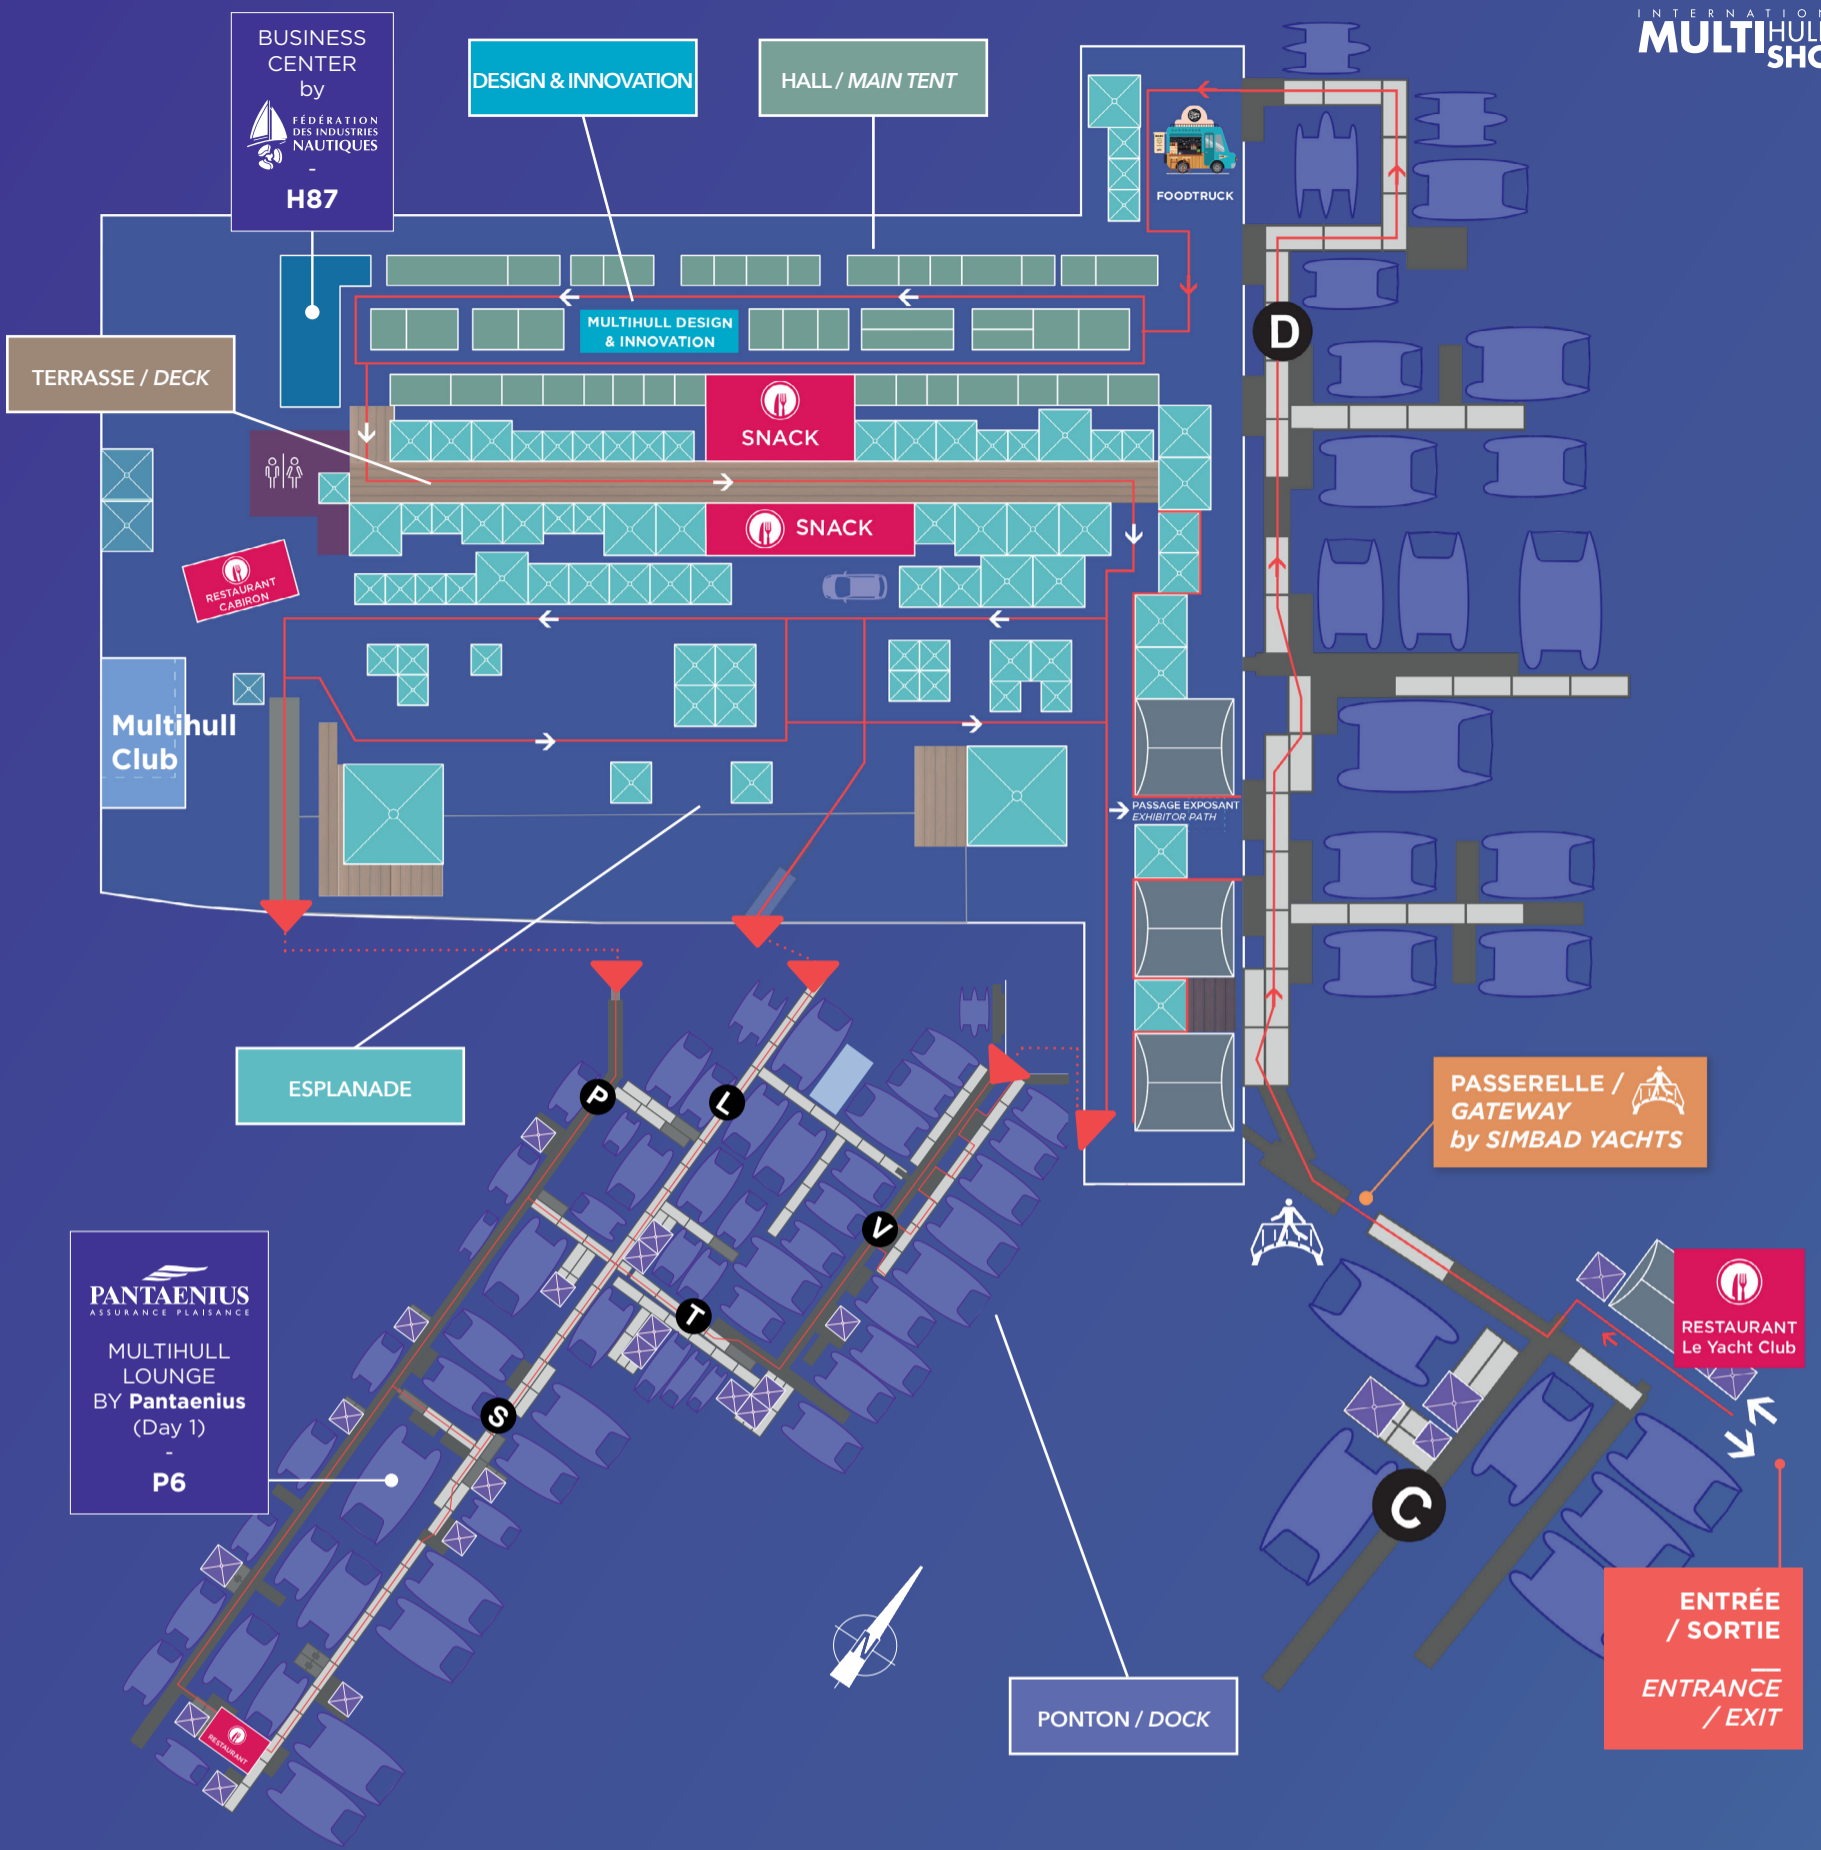 INTERNATION
MULTIHULL
SHO
BUSINESS
CENTER
by
FÉDÉRATION
DES INDUSTRIES
NAUTIQUES
-
H87
DESIGN & INNOVATION
HALL / MAIN TENT
FOODTRUCK
MULTIHULL DESIGN
& INNOVATION
D
TERRASSE / DECK
SNACK
SNACK
RESTAURANT
CABIRON
Multihull
Club
PASSAGE EXPOSANT
EXHIBITOR PATH
ESPLANADE
P
L
V
T
S
PASSERELLE /
GATEWAY
by SIMBAD YACHTS
PANTAENIUS
ASSURANCE PLAISANCE
MULTIHULL
LOUNGE
BY Pantaenius
(Day 1)
-
P6
RESTAURANT
Le Yacht Club
C
ENTRÉE
/ SORTIE
ENTRANCE
/ EXIT
PONTON / DOCK
RESTAURANT